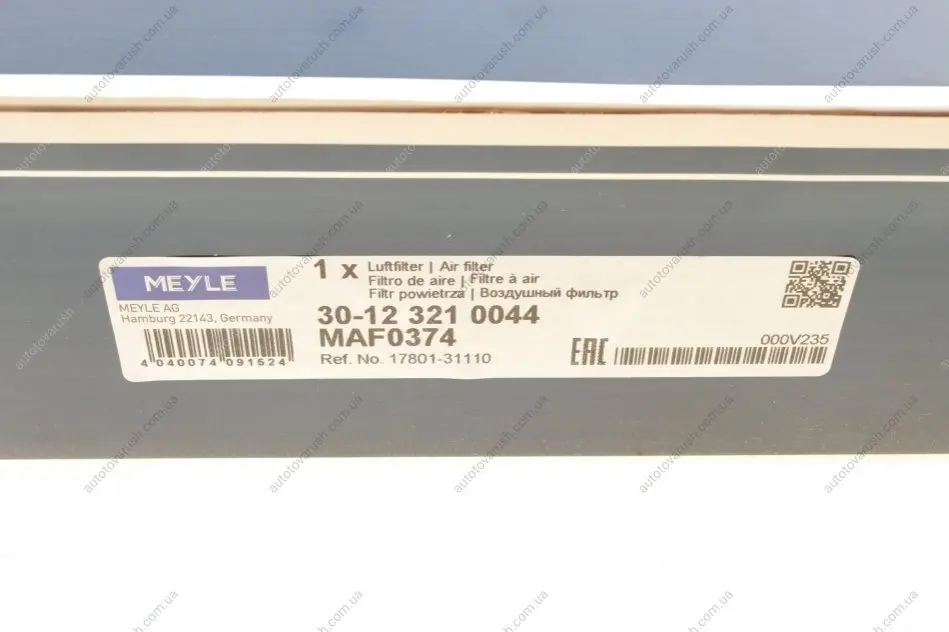 MEYLE
MEYLE AG
Hamburg 22143, Germany
4 040074 091524
1 x Luftfilter | Air filter
Filtro de aire | Filtre à air
Filtr powietrza | Воздушный фильтр
30-12 321 0044
MAF0374
Ref. No. 17801-31110
EAC
000V235
autotovarush.com.ua